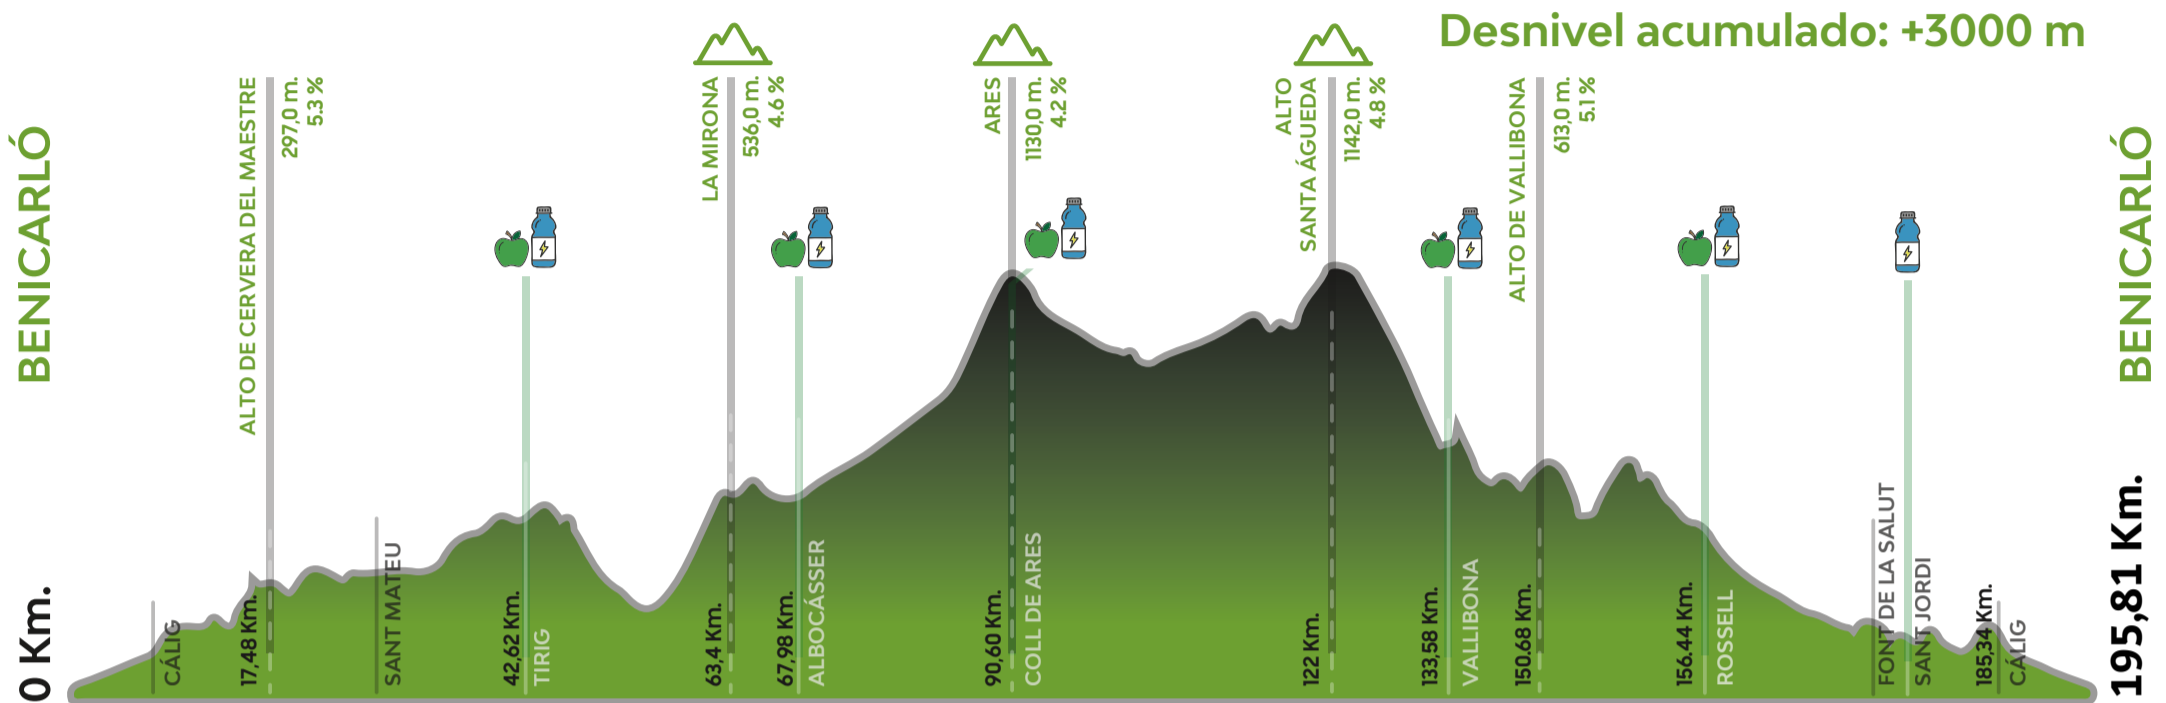 Desnivel acumulado: +3000 m
BENICARLÓ
0 Km.
CÁLIG
ALTO DE CERVERA DEL MAESTRE
297,0 m.
5.3 %
17,48 Km.
SANT MATEU
42,62 Km.
TIRIG
LA MIRONA
536,0 m.
4.6 %
63,4 Km.
67,98 Km.
ALBOCÁSSER
ARES
1130,0 m.
4.2 %
90,60 Km.
COLL DE ARES
ALTO
SANTA ÁGUEDA
1142,0 m.
4.8 %
122 Km.
133,58 Km.
VALLIBONA
ALTO DE VALLIBONA
613,0 m.
5.1 %
150.68 Km.
156.44 Km.
ROSSELL
FONT DE LA SALUT
SANT JORDI
185,34 Km.
CÁLIG
BENICARLÓ
195,81 Km.